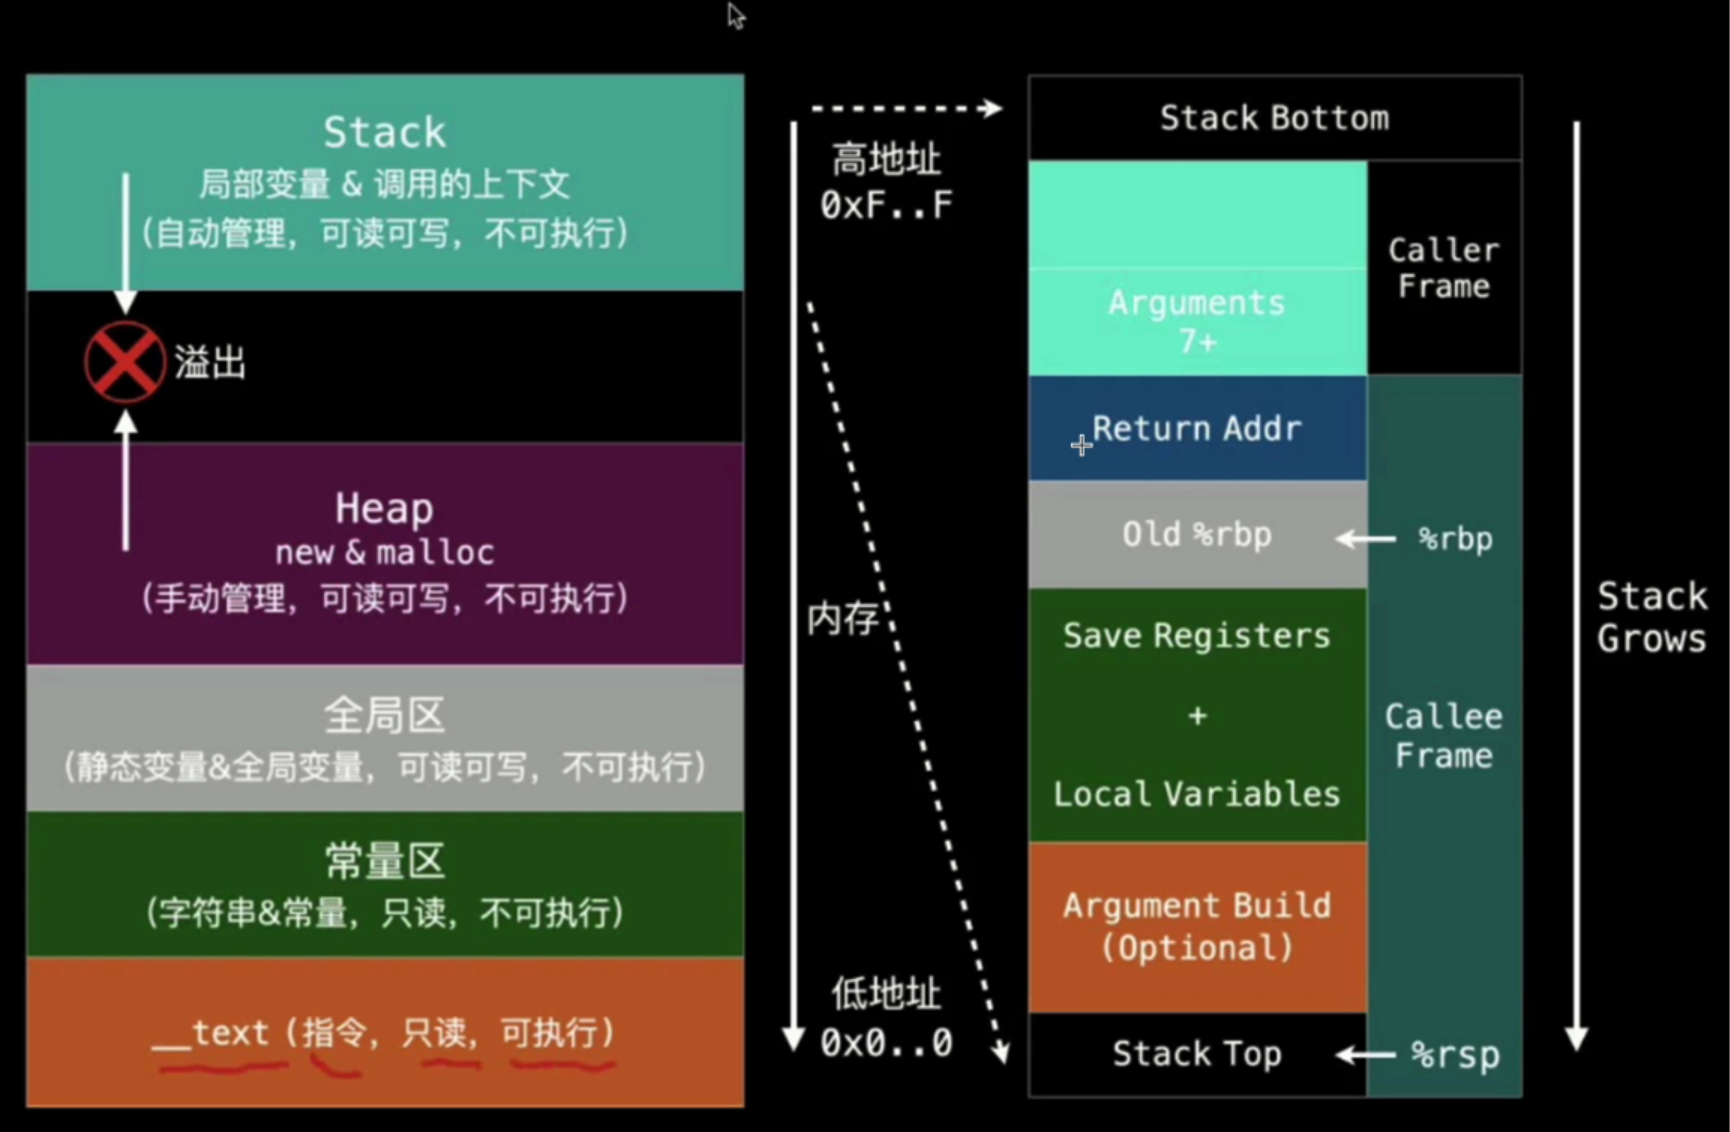 Stack
局部变量 & 调用的上下文
(自动管理，可读可写，不可执行)
溢出
Heap
new & malloc
(手动管理，可读可写，不可执行)
全局区
(静态变量&全局变量，可读可写，不可执行)
常量区
(字符串&常量，只读，不可执行)
__text (指令，只读，可执行)
高地址
0xF..F
内存
低地址
0x0..0
Stack Bottom
Arguments
7+
Caller
Frame
Return Addr
Old %rbp
%rbp
Save Registers
+
Local Variables
Callee
Frame
Argument Build
(Optional)
Stack Top
%rsp
Stack
Grows